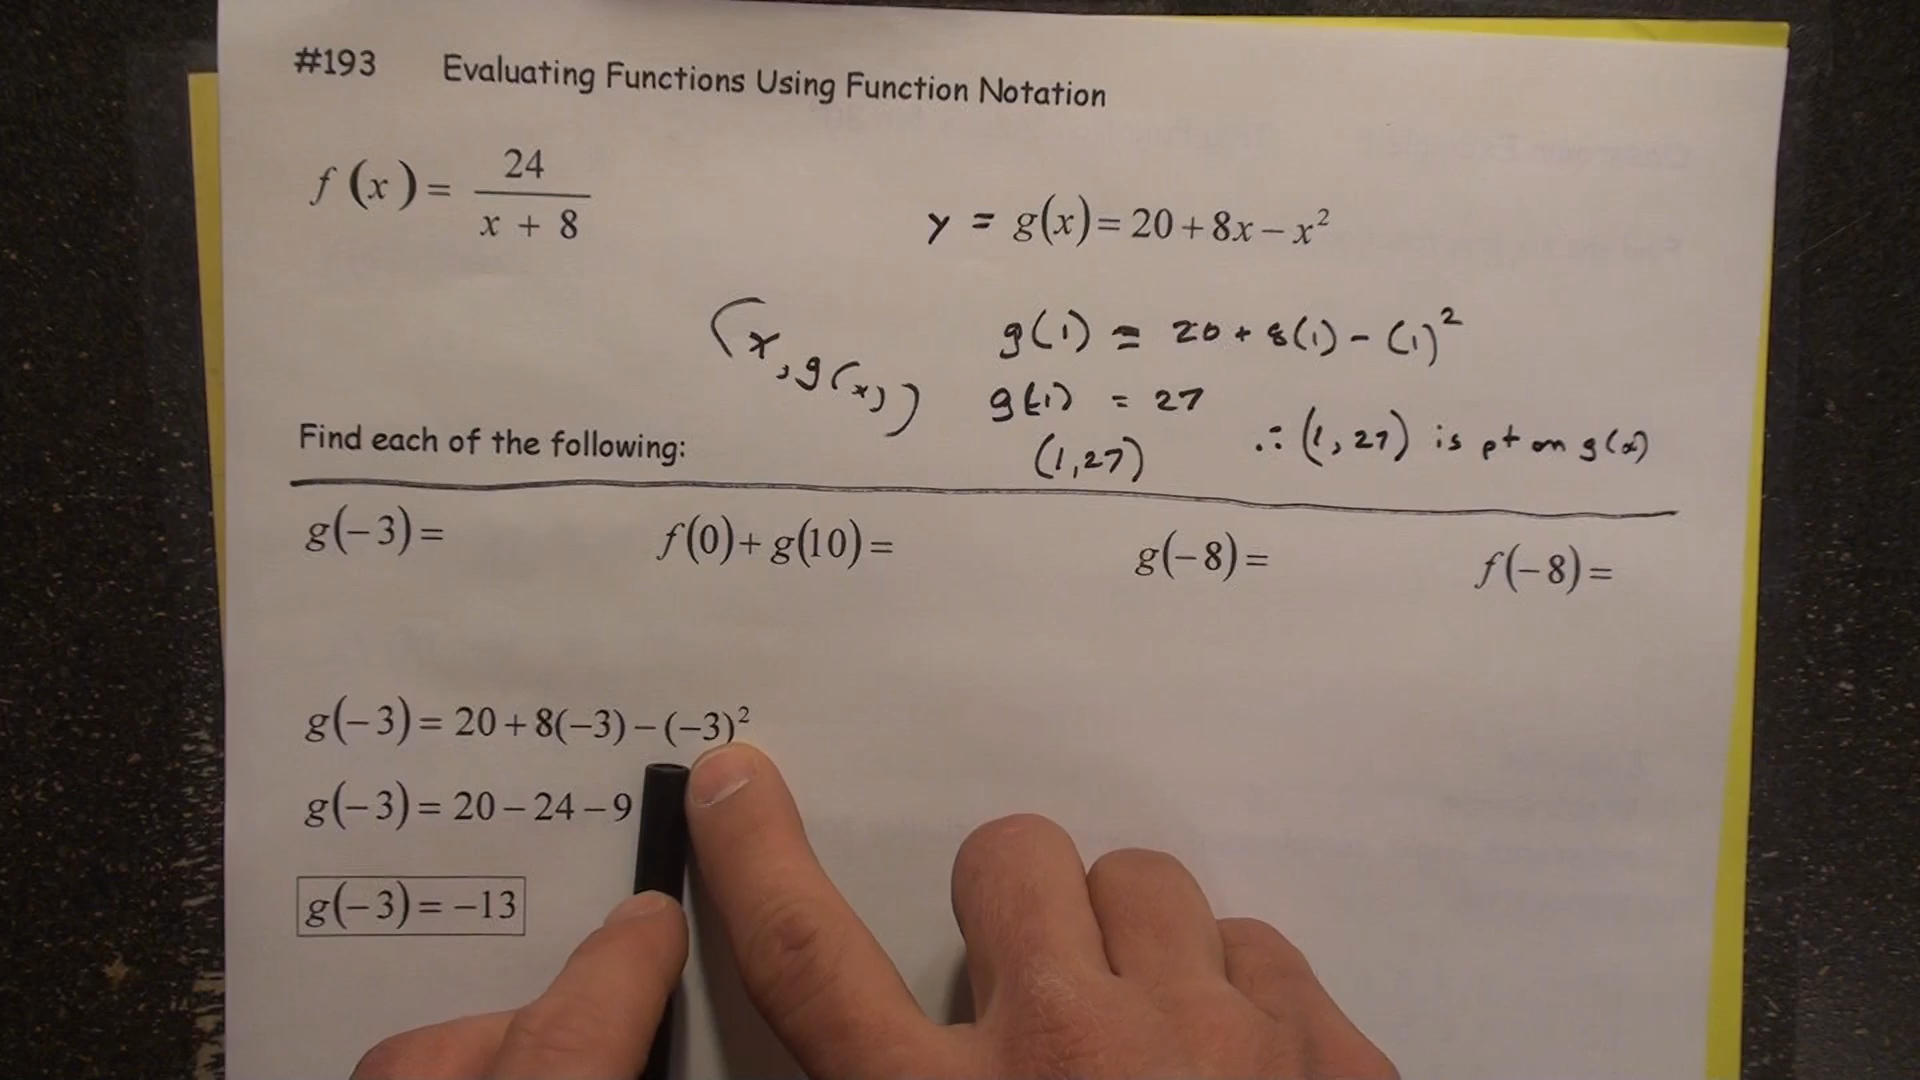 #193 Evaluating Functions Using Function Notation
f(x) = 24 / (x + 8)
y = g(x) = 20 + 8x − x²
(x, g(x))
g(1) = 20 + 8(1) − (1)²
g(1) = 27
(1,27)
∴ (1, 27) is pt on g(x)
Find each of the following:
g(−3) = f(0) + g(10) = g(−8) = f(−8) =
g(−3) = 20 + 8(−3) − (−3)²
g(−3) = 20 − 24 − 9
g(−3) = −13